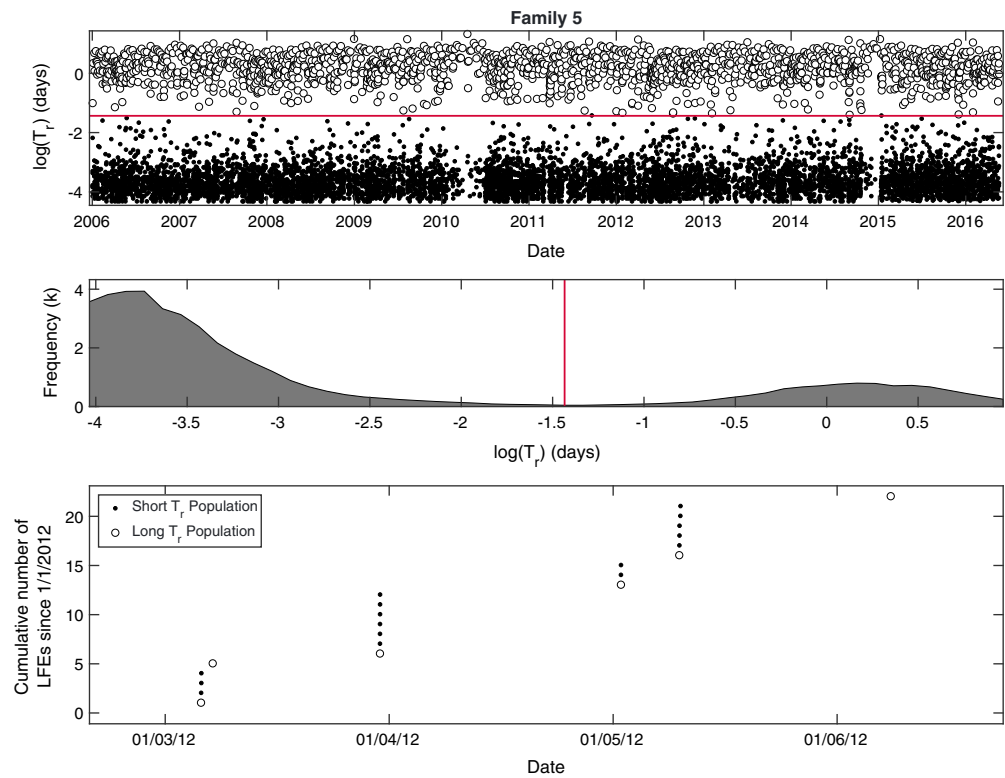 Family 5
0
-2
-4
log(T_r) (days)
2006 2007 2008 2009 2010 2011 2012 2013 2014 2015 2016
Date
4
2
0
Frequency (k)
-4 -3.5 -3 -2.5 -2 -1.5 -1 -0.5 0 0.5
log(T_r) (days)
Short T_r Population
Long T_r Population
20
15
10
5
0
Cumulative number of
LFEs since 1/1/2012
01/03/12 01/04/12 01/05/12 01/06/12
Date